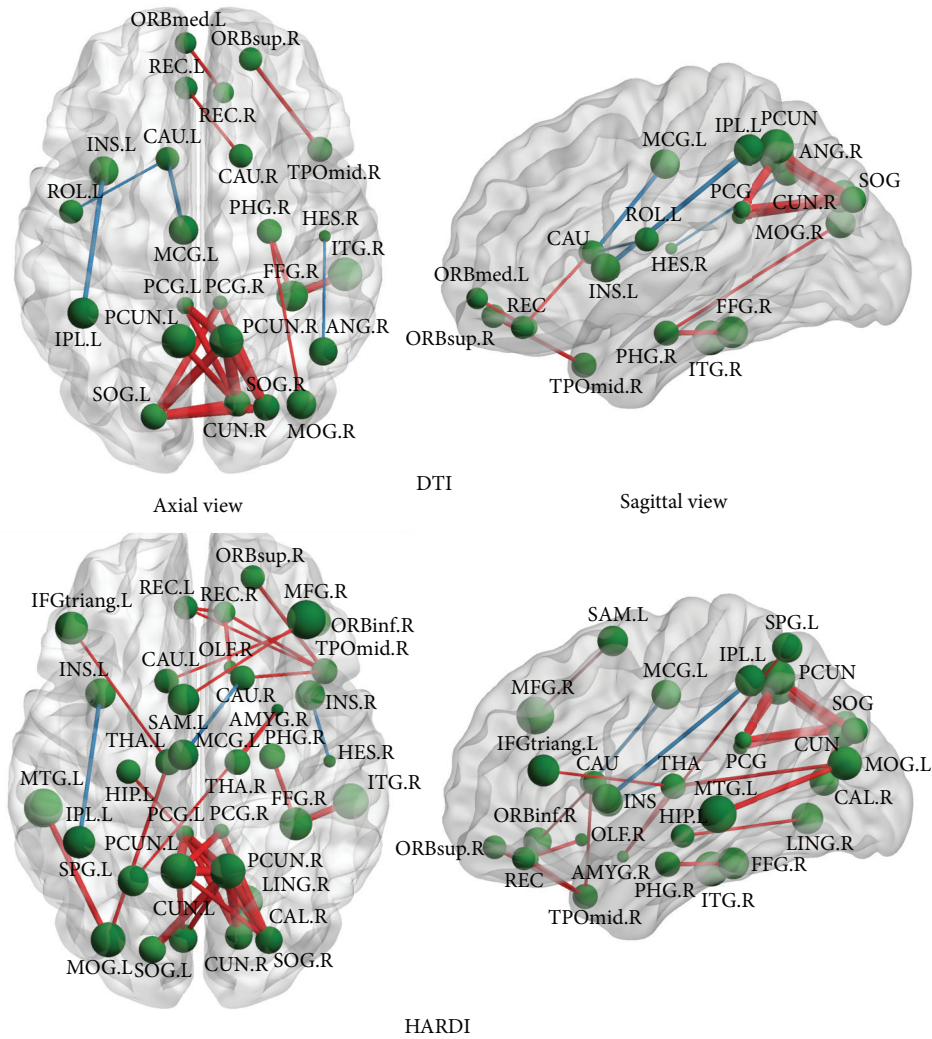 ORBmed.L
ORBsup.R
REC.L
REC.R
INS.L
CAU.L
CAU.R
TPOmid.R
ROL.L
PHG.R
HES.R
MCG.L
ITG.R
FFG.R
PCG.L
PCG.R
PCUN.L
PCUN.R
ANG.R
IPL.L
SOG.R
SOG.L
CUN.R
MOG.R
IPL.L
PCUN
MCG.L
ANG.R
SOG
PCG
CUN.R
ROL.L
MOG.R
CAU
HES.R
INS.L
ORBmed.L
REC
FFG.R
ORBsup.R
PHG.R
ITG.R
TPOmid.R
DTI
Axial view
Sagittal view
ORBsup.R
REC.L
REC.R
MFG.R
IFGtriang.L
ORBinf.R
OLF.R
TPOmid.R
CAU.L
INS.L
CAU.R
INS.R
SAM.L
AMYG.R
THA.L
MCG.L
PHG.R
HES.R
MTG.L
THA.R
ITG.R
HIP.L
FFG.R
IPL.L
PCG.L
PCG.R
PCUN.L
PCUN.R
SPG.L
LING.R
CUN.L
CAL.R
MOG.L
SOG.L
CUN.R
SOG.R
SAM.L
SPG.L
IPL.L
MCG.L
PCUN
MFG.R
SOG
IFGtriang.L
CUN
PCG
CAU
THA
MOG.L
MTG.L
INS
CAL.R
HIP.L
ORBinf.R
OLF.R
LING.R
ORBsup.R
AMYG.R
REC
FFG.R
PHG.R
ITG.R
TPOmid.R
HARDI